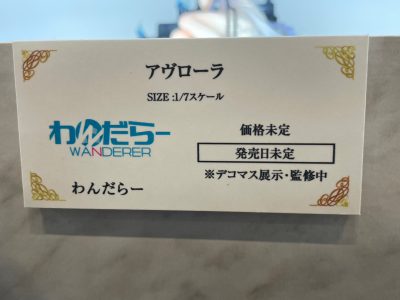 アヴローラ
SIZE :1/7スケール
わんだらー
WANDERER
価格未定
発売日未定
※デコマス展示・監修中
わんだらー